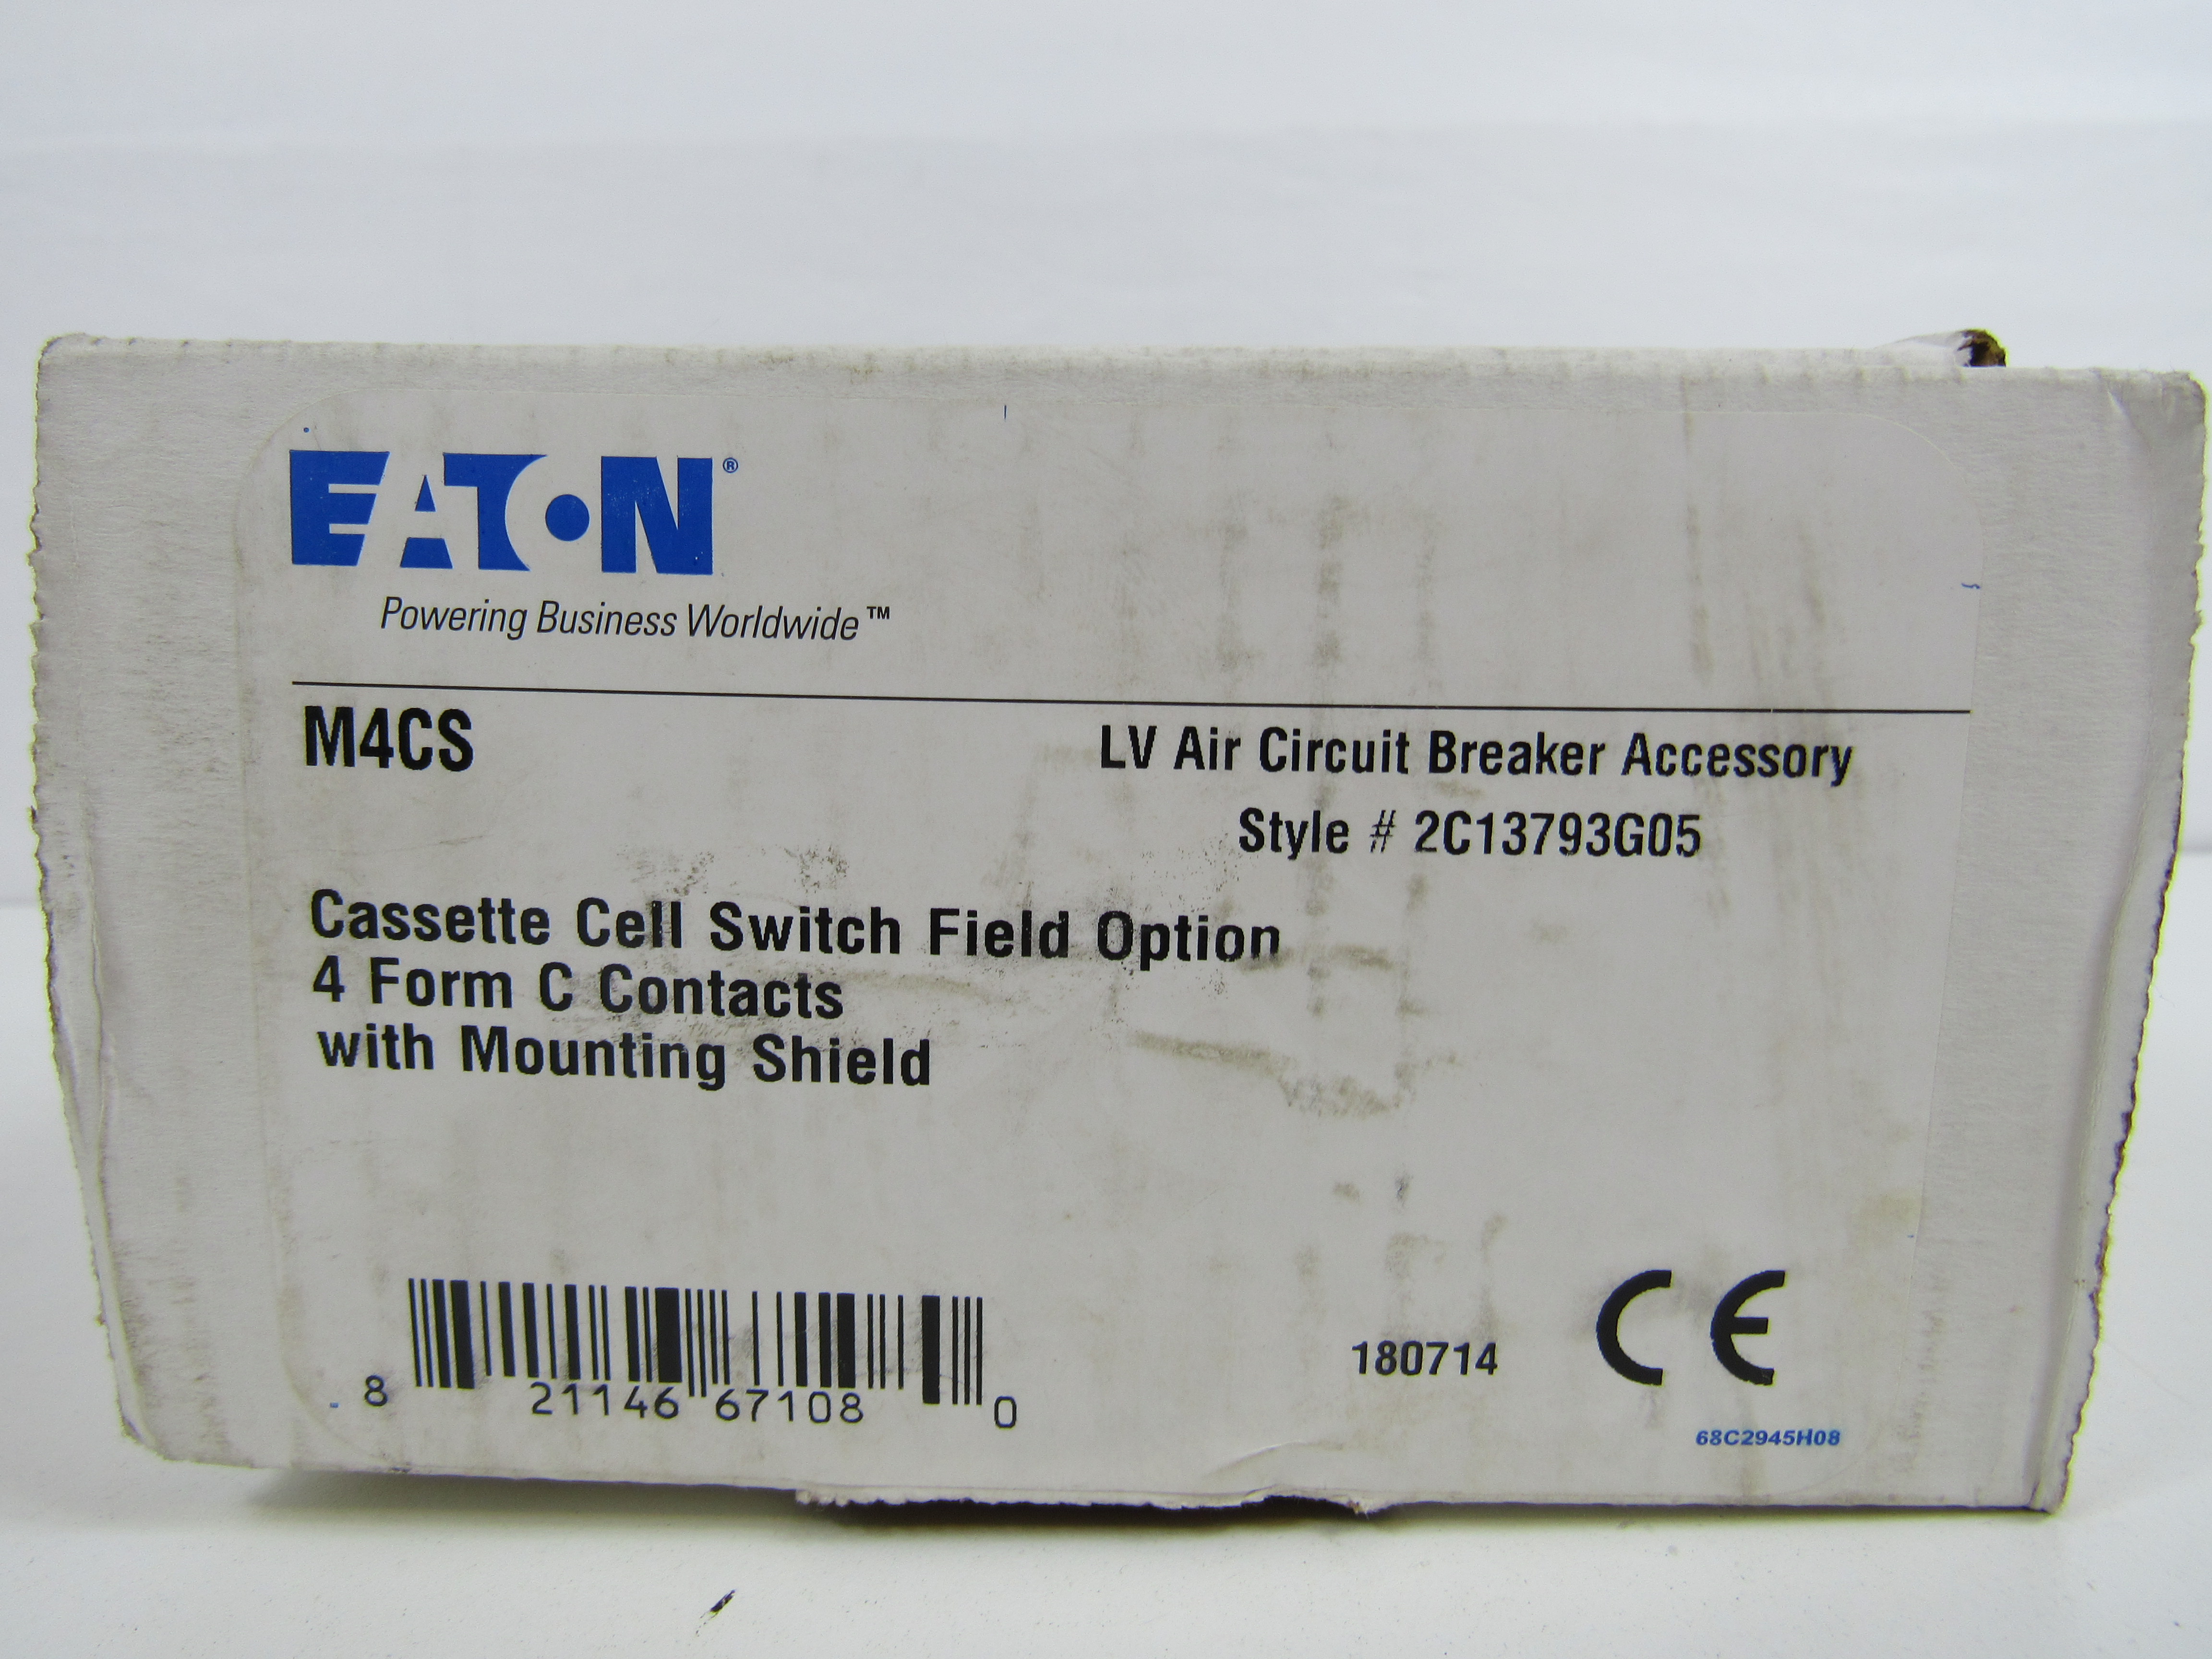 EATON®
Powering Business Worldwide™
M4CS
LV Air Circuit Breaker Accessory
Style # 2C13793G05
Cassette Cell Switch Field Option
4 Form C Contacts
with Mounting Shield
8 21146 67108 0
180714
CE
68C2945H08